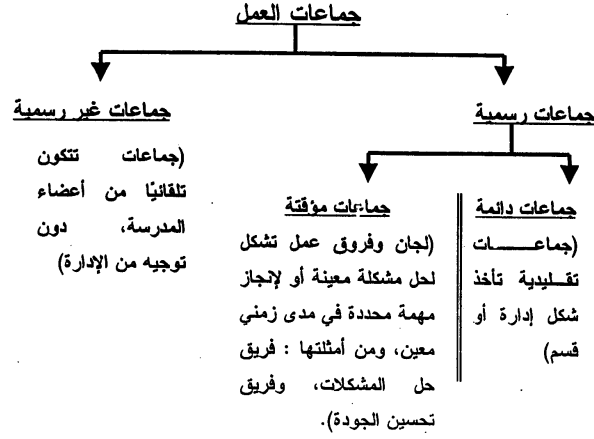 جماعات العمل
جماعات رسمية
جماعات غير رسمية
جماعات دائمة
(جماعـــــات
تقـليدية تأخذ
شكل إدارة أو
قسم)
جماعات مؤقتة
(لجان وفروق عمل تشكل
لحل مشكلة معينة أو لإنجاز
مهمة محددة في مدى زمني
معين، ومن أمثلتها : فريق
حل المشكلات، وفريق
تحسين الجودة).
(جماعات تتكون
تلقائيًا من أعضاء
المدرسة، دون
توجيه من الإدارة)